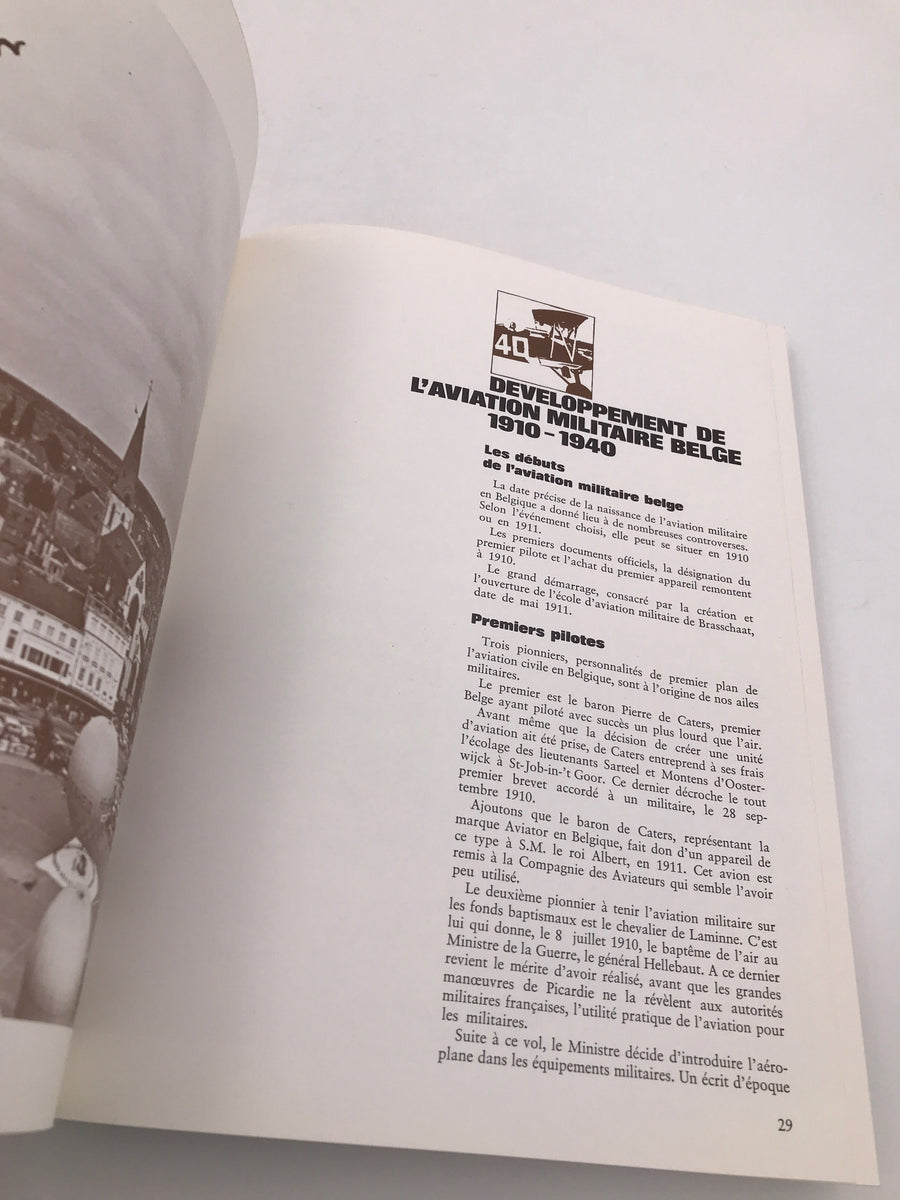 40
DEVELOPPEMENT DE
L'AVIATION MILITAIRE BELGE
1910-1940
Les débuts
de l'aviation militaire belge
La date précise de la naissance de l'aviation militaire
en Belgique a donné lieu à de nombreuses controverses.
Selon l'événement choisi, elle peut se situer en 1910
ou en 1911.
Les premiers documents officiels, la désignation du
premier pilote et l'achat du premier appareil remontent
à 1910.
Le grand démarrage, consacré par la création et
l'ouverture de l'école d'aviation militaire de Brasschaat,
date de mai 1911.
Premiers pilotes
Trois pionniers, personnalités de premier plan de
l'aviation civile en Belgique, sont à l'origine de nos ailes
militaires.
Le premier est le baron Pierre de Caters, premier
Belge ayant piloté avec succès un plus lourd que l'air.
Avant même que la décision de créer une unité
d'aviation ait été prise, de Caters entreprend à ses frais
l'écolage des lieutenants Sarteel et Montens d'Ooster-
wijck à St-Job-in-'t Goor. Ce dernier décroche le tout
premier brevet accordé à un militaire, le 28 sep-
tembre 1910.
Ajoutons que le baron de Caters, représentant la
marque Aviator en Belgique, fait don d'un appareil de
ce type à S.M. le roi Albert, en 1911. Cet avion est
remis à la Compagnie des Aviateurs qui semble l'avoir
peu utilisé.
Le deuxième pionnier à tenir l'aviation militaire sur
les fonds baptismaux est le chevalier de Laminne. C'est
lui qui donne, le 8 juillet 1910, le baptême de l'air au
Ministre de la Guerre, le général Hellebaut. A ce dernier
revient le mérite d'avoir réalisé, avant que les grandes
manœuvres de Picardie ne la révèlent aux autorités
militaires françaises, l'utilité pratique de l'aviation pour
les militaires.
Suite à ce vol, le Ministre décide d'introduire l'aéro-
plane dans les équipements militaires. Un écrit d'époque
29